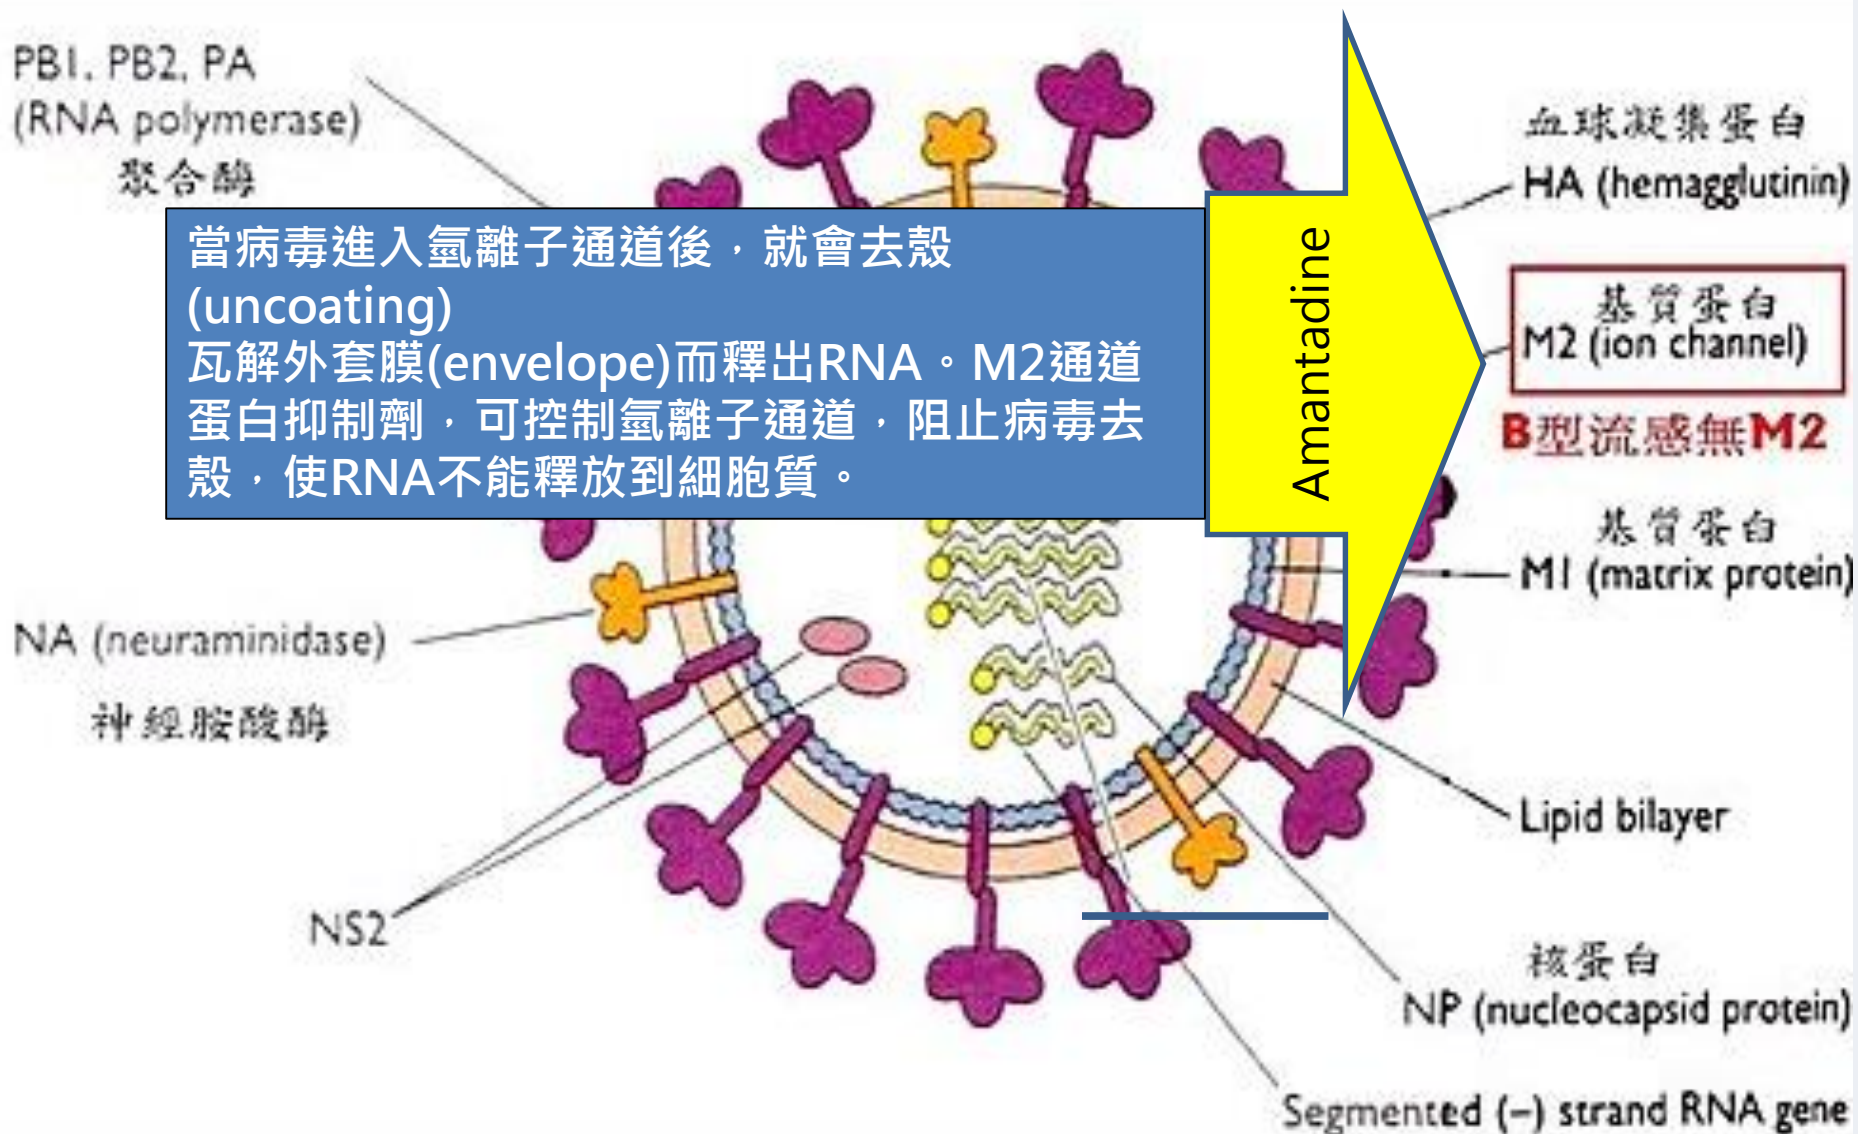 PB1, PB2, PA
(RNA polymerase)
聚合酶
當病毒進入氫離子通道後，就會去殼
(uncoating)
瓦解外套膜(envelope)而釋出RNA。M2通道
蛋白抑制劑，可控制氫離子通道，阻止病毒去
殼，使RNA不能釋放到細胞質。
Amantadine
血球凝集蛋白
HA (hemagglutinin)
基質蛋白
M2 (ion channel)
B型流感無M2
基質蛋白
M1 (matrix protein)
NA (neuraminidase)
神經胺酸酶
Lipid bilayer
NS2
核蛋白
NP (nucleocapsid protein)
Segmented (−) strand RNA gene